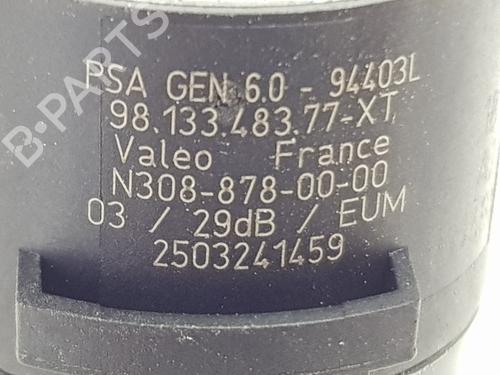 B-PARTS
PSA GEN 6.0 - 94403L
98.133.483.77-XT
Valeo France
N308-878-00-00
03 / 29dB / EUM
2503241459